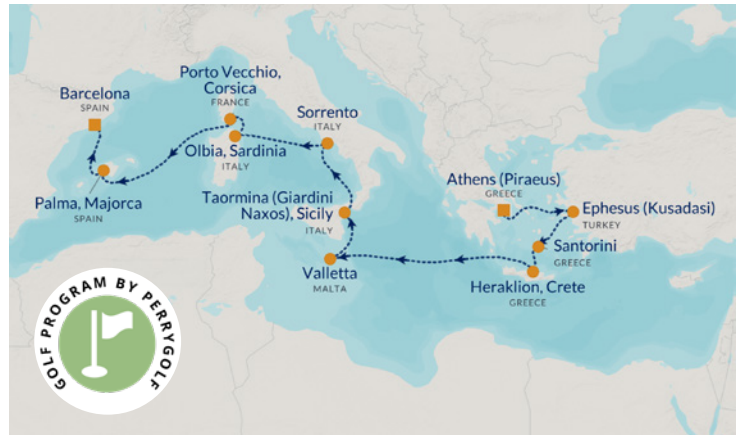 Barcelona
SPAIN
Porto Vecchio,
Corsica
FRANCE
Sorrento
ITALY
Olbia, Sardinia
ITALY
Palma, Majorca
SPAIN
Taormina (Giardini
Naxos), Sicily
ITALY
Valletta
MALTA
Athens (Piraeus)
GREECE
Ephesus (Kusadasi)
TURKEY
Santorini
GREECE
Heraklion, Crete
GREECE
GOLF PROGRAM BY PERRYGOLF